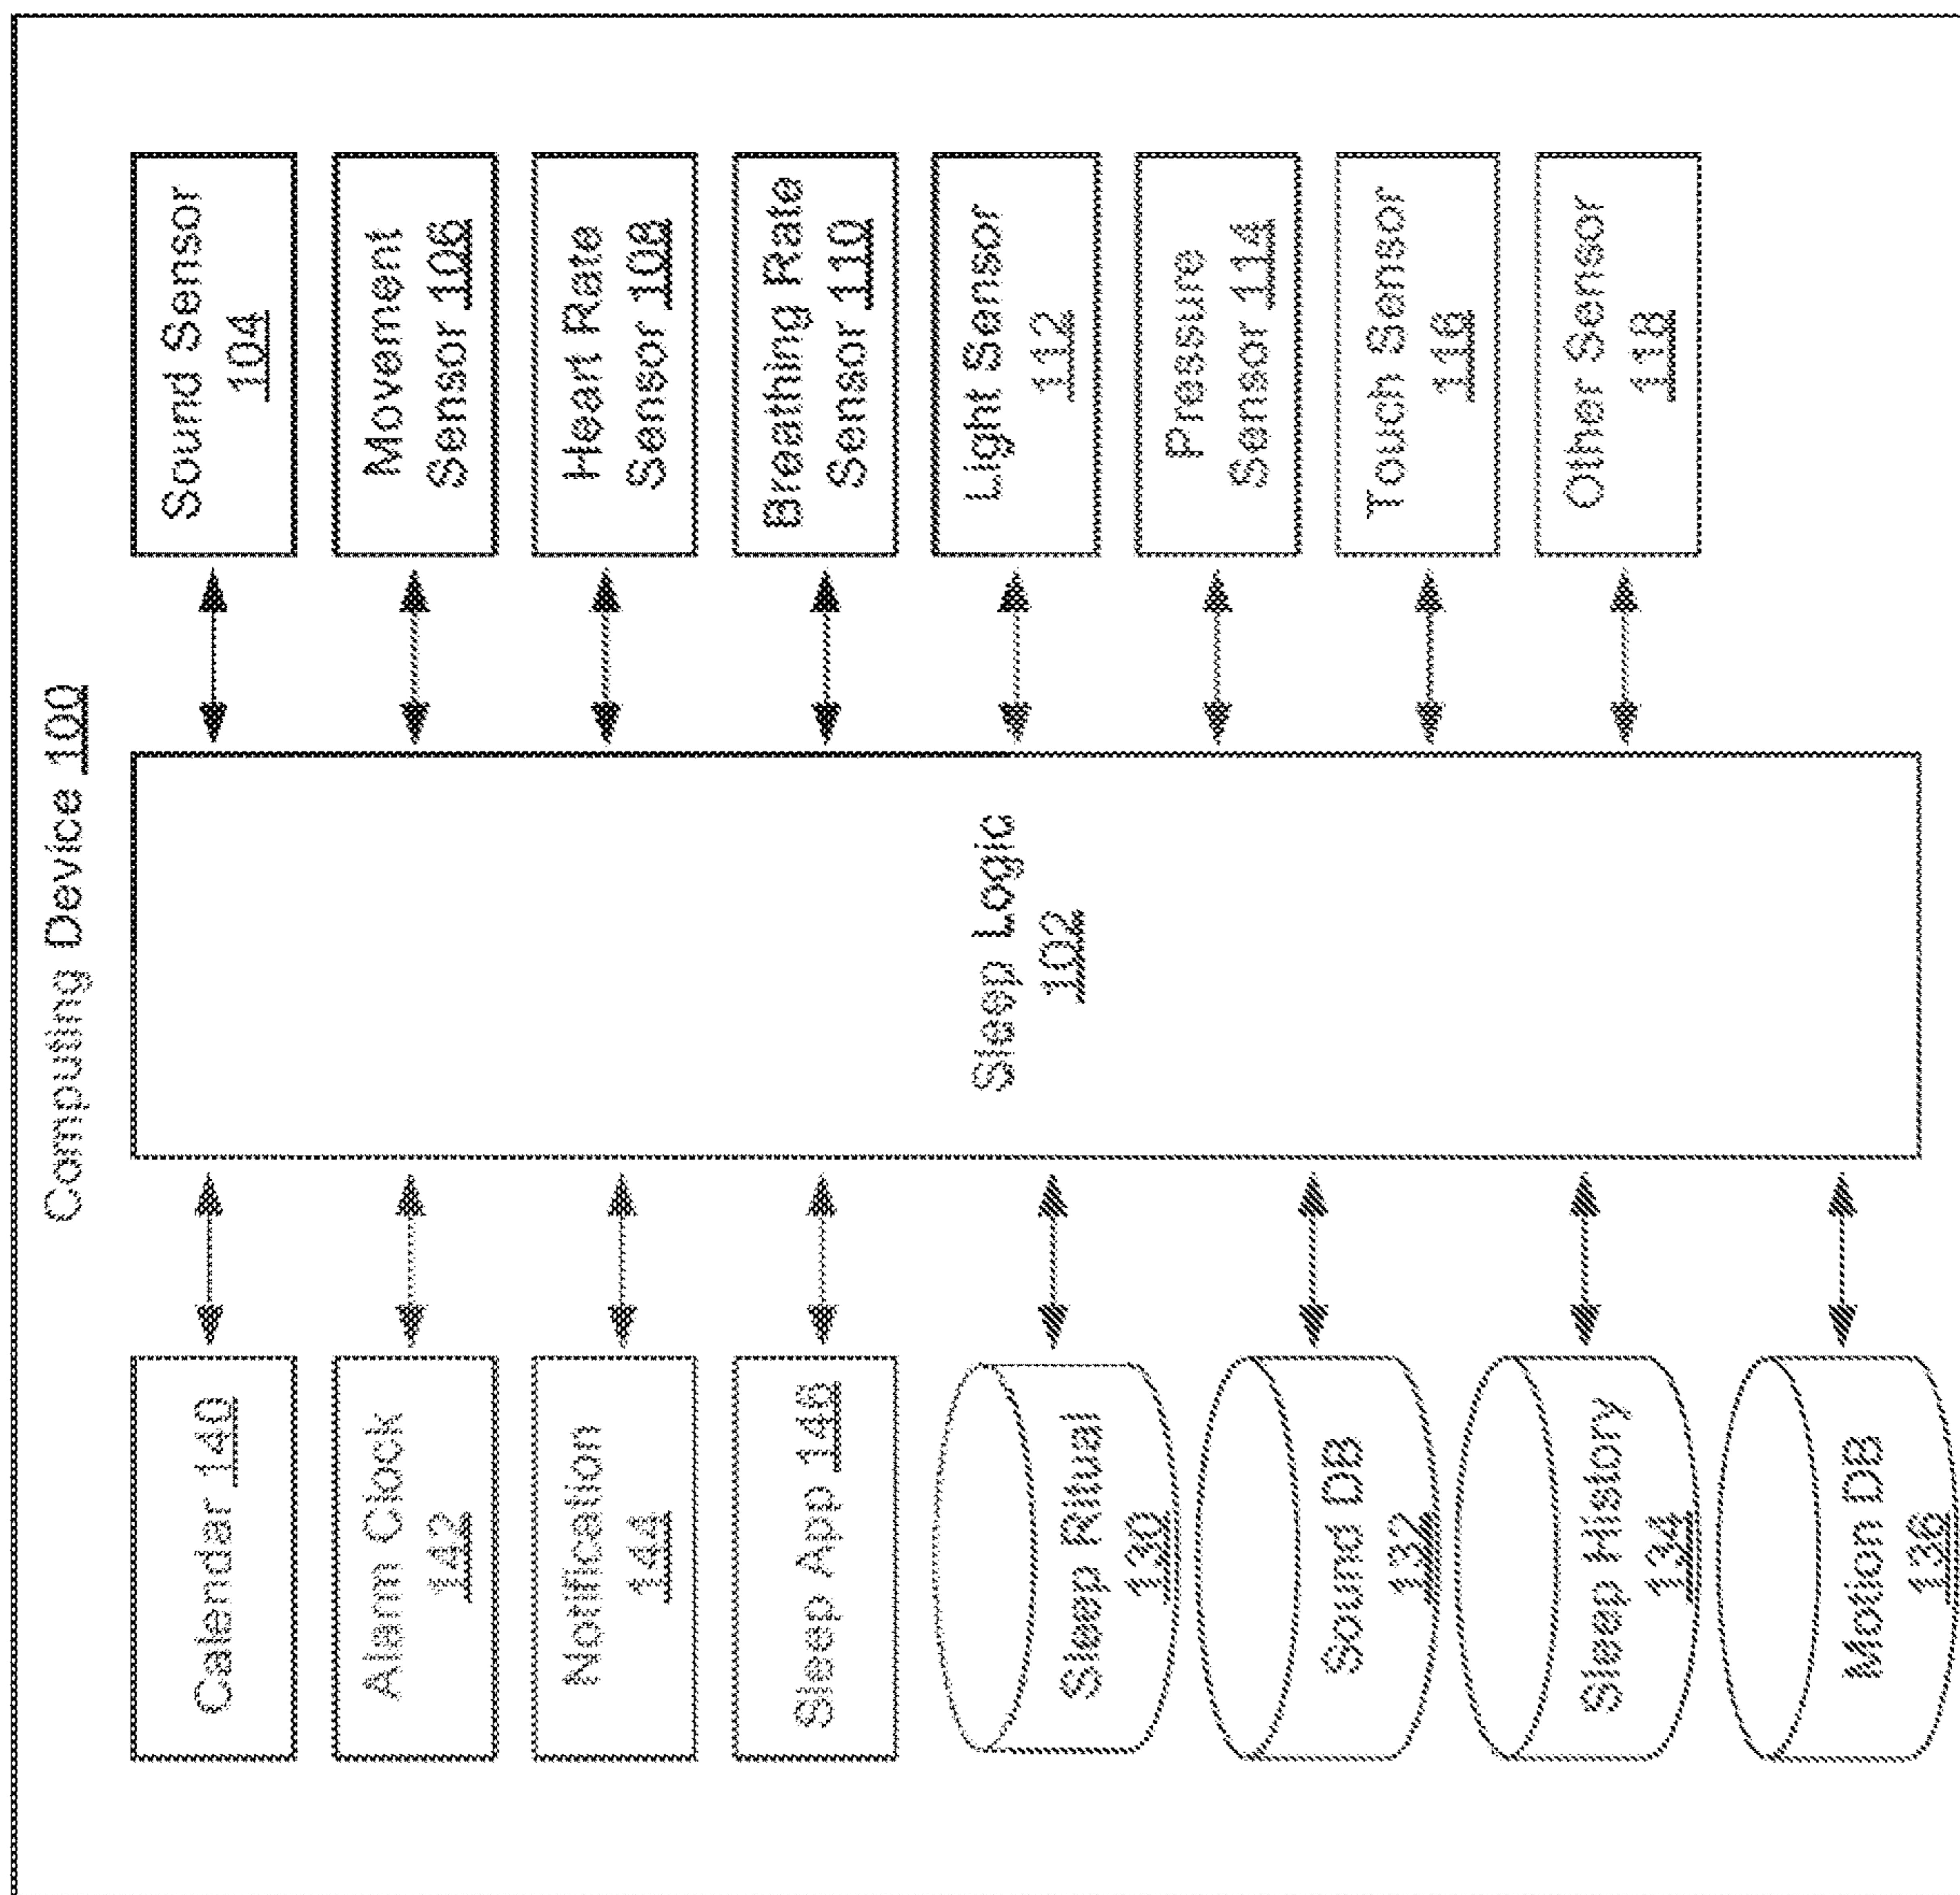 Computing Device 100
Calendar 140
Alarm Clock
142
Notification
144
Sleep App 148
Sleep Ritual
130
Sound DB
132
Sleep History
134
Motion DB
136
Sleep Logic
102
Sound Sensor
104
Movement
Sensor 106
Heart Rate
Sensor 108
Breathing Rate
Sensor 110
Light Sensor
112
Pressure
Sensor 114
Touch Sensor
116
Other Sensor
118